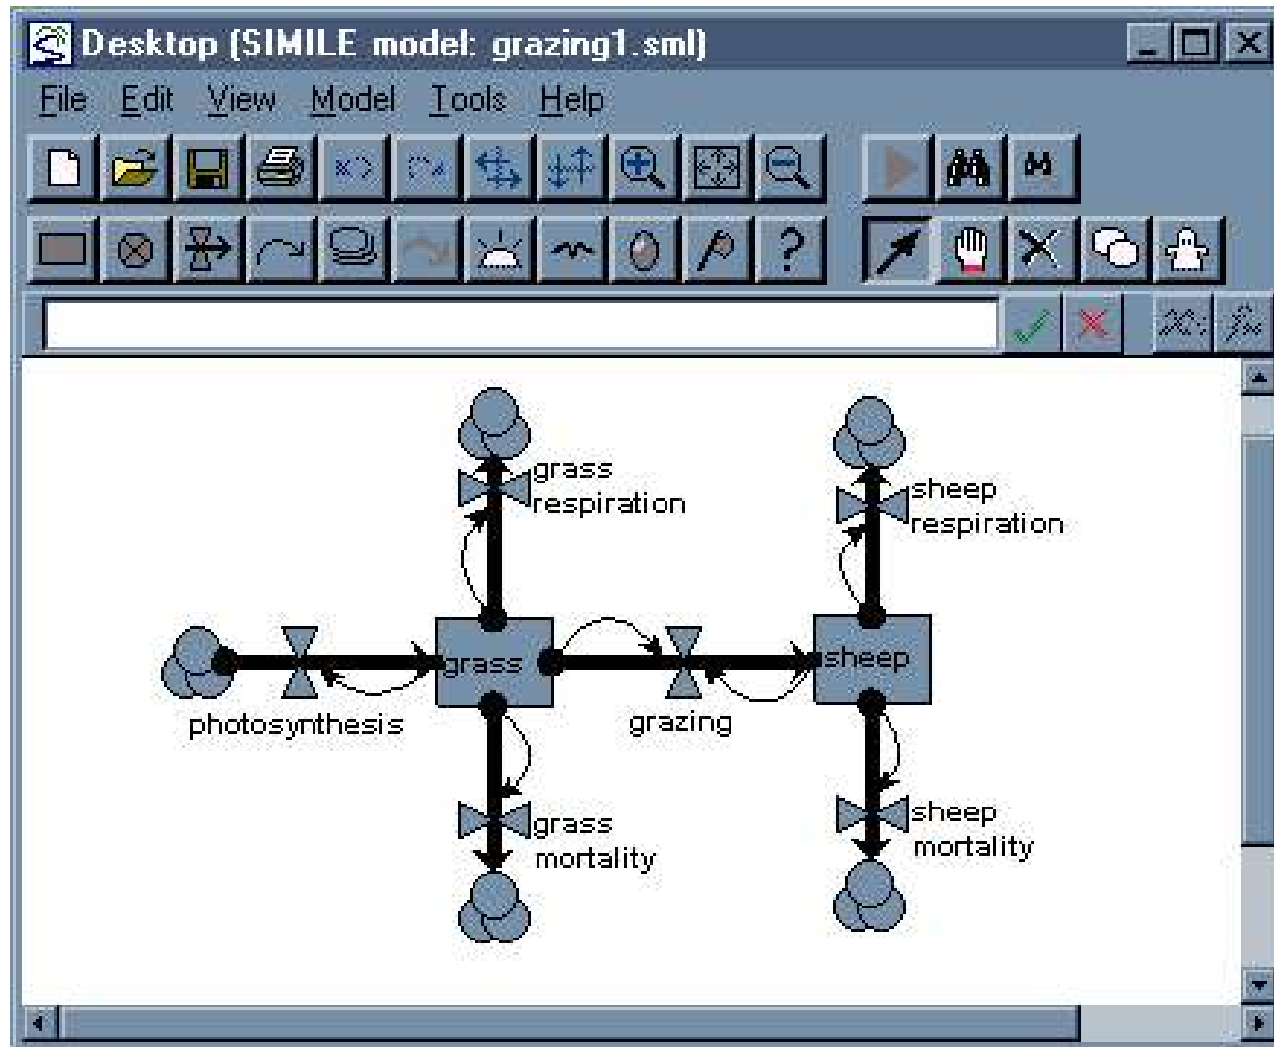 Desktop (SIMILE model: grazing1.sml)
File Edit View Model Tools Help
?
grass
respiration
sheep
respiration
grass
sheep
photosynthesis
grazing
grass
mortality
sheep
mortality